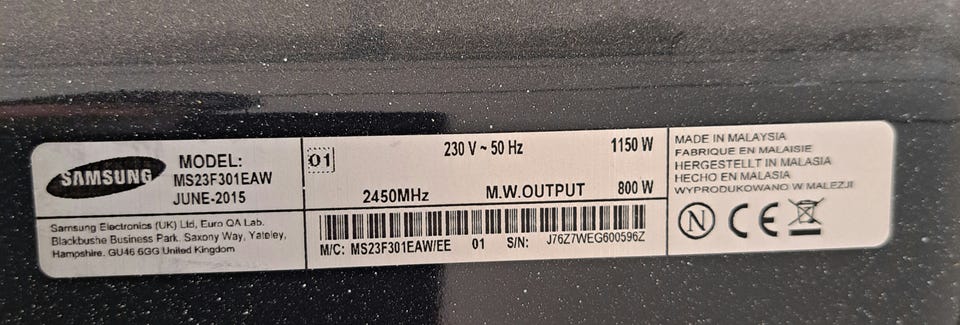 SAMSUNG
MODEL:
MS23F301EAW
JUNE-2015
Samsung Electronics (UK) Ltd, Euro QA Lab.
Blackbushe Business Park. Saxony Way, Yateley,
Hampshire. GU46 6GG United Kingdom
01
230 V ~ 50 Hz 1150 W
2450MHz M.W.OUTPUT 800 W
M/C: MS23F301EAW/EE 01 S/N: J76Z7WEG600596Z
MADE IN MALAYSIA
FABRIQUE EN MALAISIE
HERGESTELLT IN MALASIA
HECHO EN MALASIA
WYPRODUKOWANO W MALEZJI
N CE